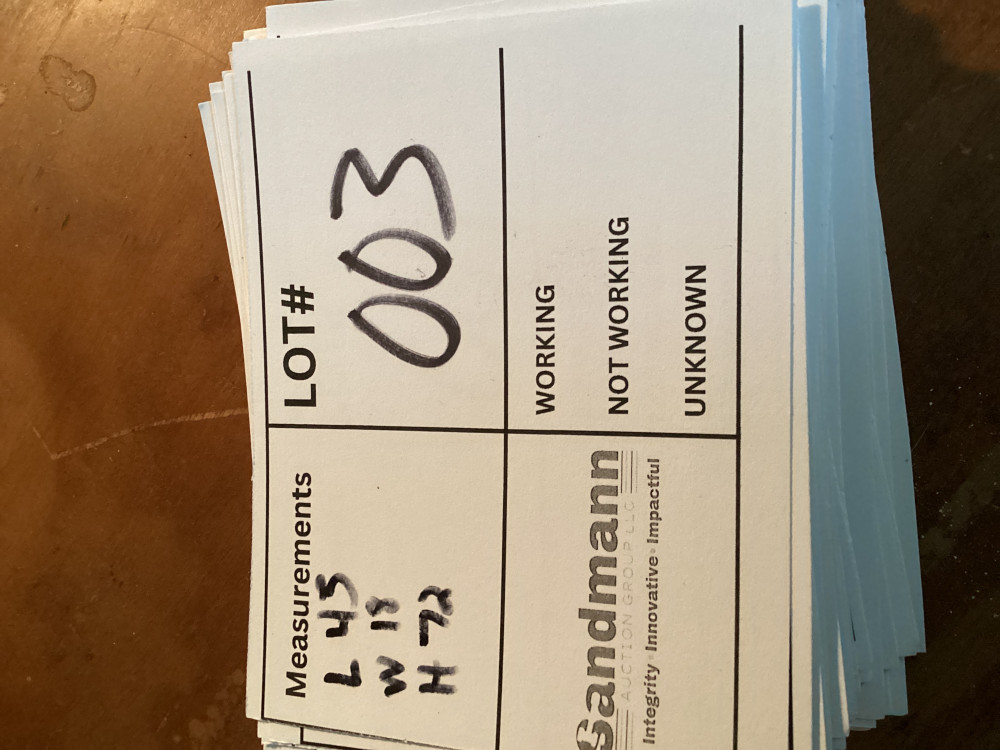 Measurements
L 45
W 18
H 72
LOT#
003
Sandmann
AUCTION GROUP LLC
Integrity • Innovative • Impactful
WORKING
NOT WORKING
UNKNOWN